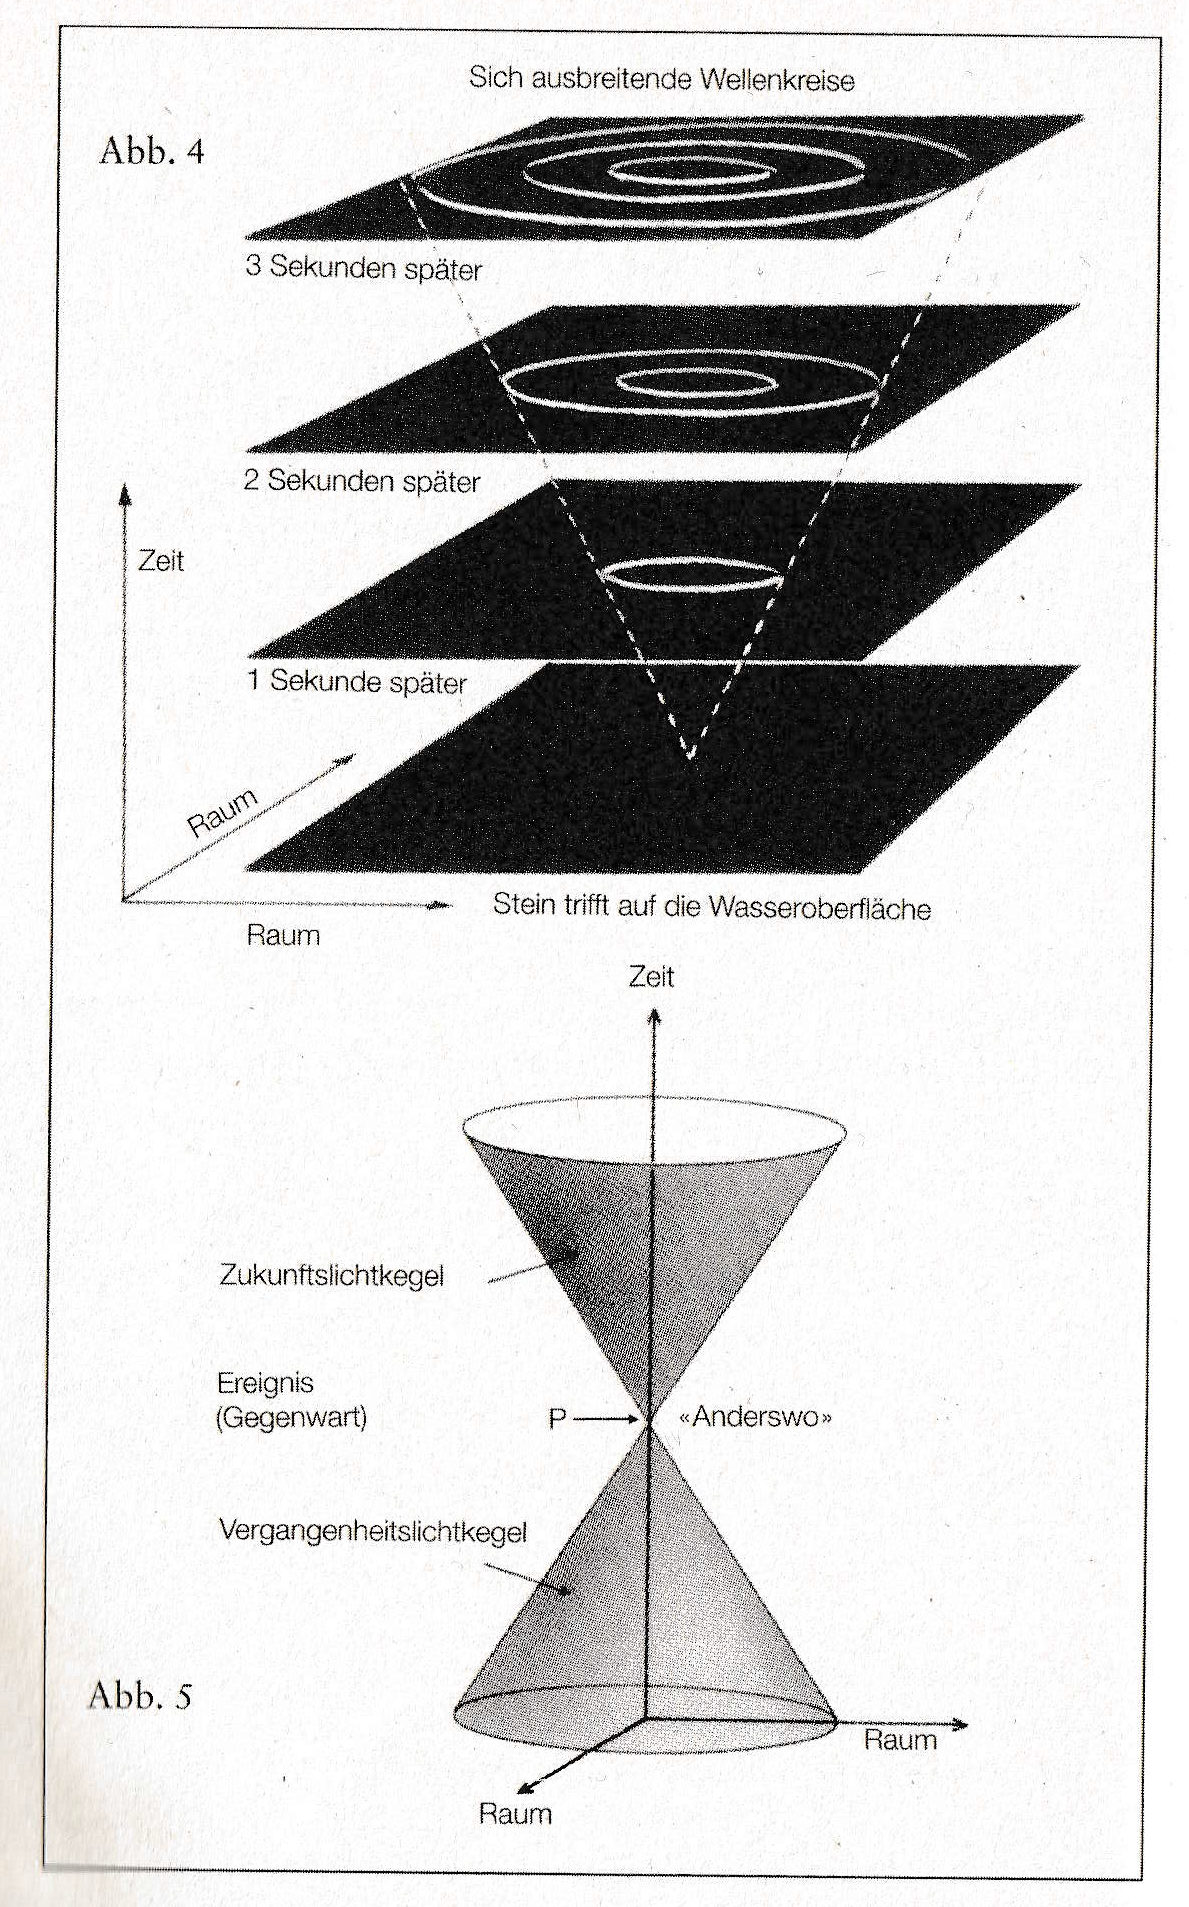 Sich ausbreitende Wellenkreise
Abb. 4
3 Sekunden später
2 Sekunden später
Zeit
1 Sekunde später
Raum
Stein trifft auf die Wasseroberfläche
Raum
Zeit
Zukunftslichtkegel
Ereignis
(Gegenwart)
P
«Anderswo»
Vergangenheitslichtkegel
Abb. 5
Raum
Raum